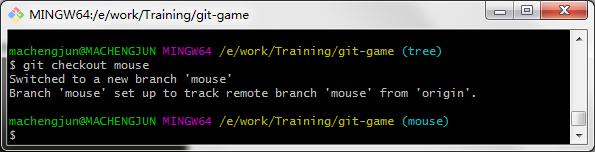 MINGW64:/e/work/Training/git-game
machengjun@MACHENGJUN MINGW64 /e/work/Training/git-game (tree)
$ git checkout mouse
Switched to a new branch 'mouse'
Branch 'mouse' set up to track remote branch 'mouse' from 'origin'.
machengjun@MACHENGJUN MINGW64 /e/work/Training/git-game (mouse)
$